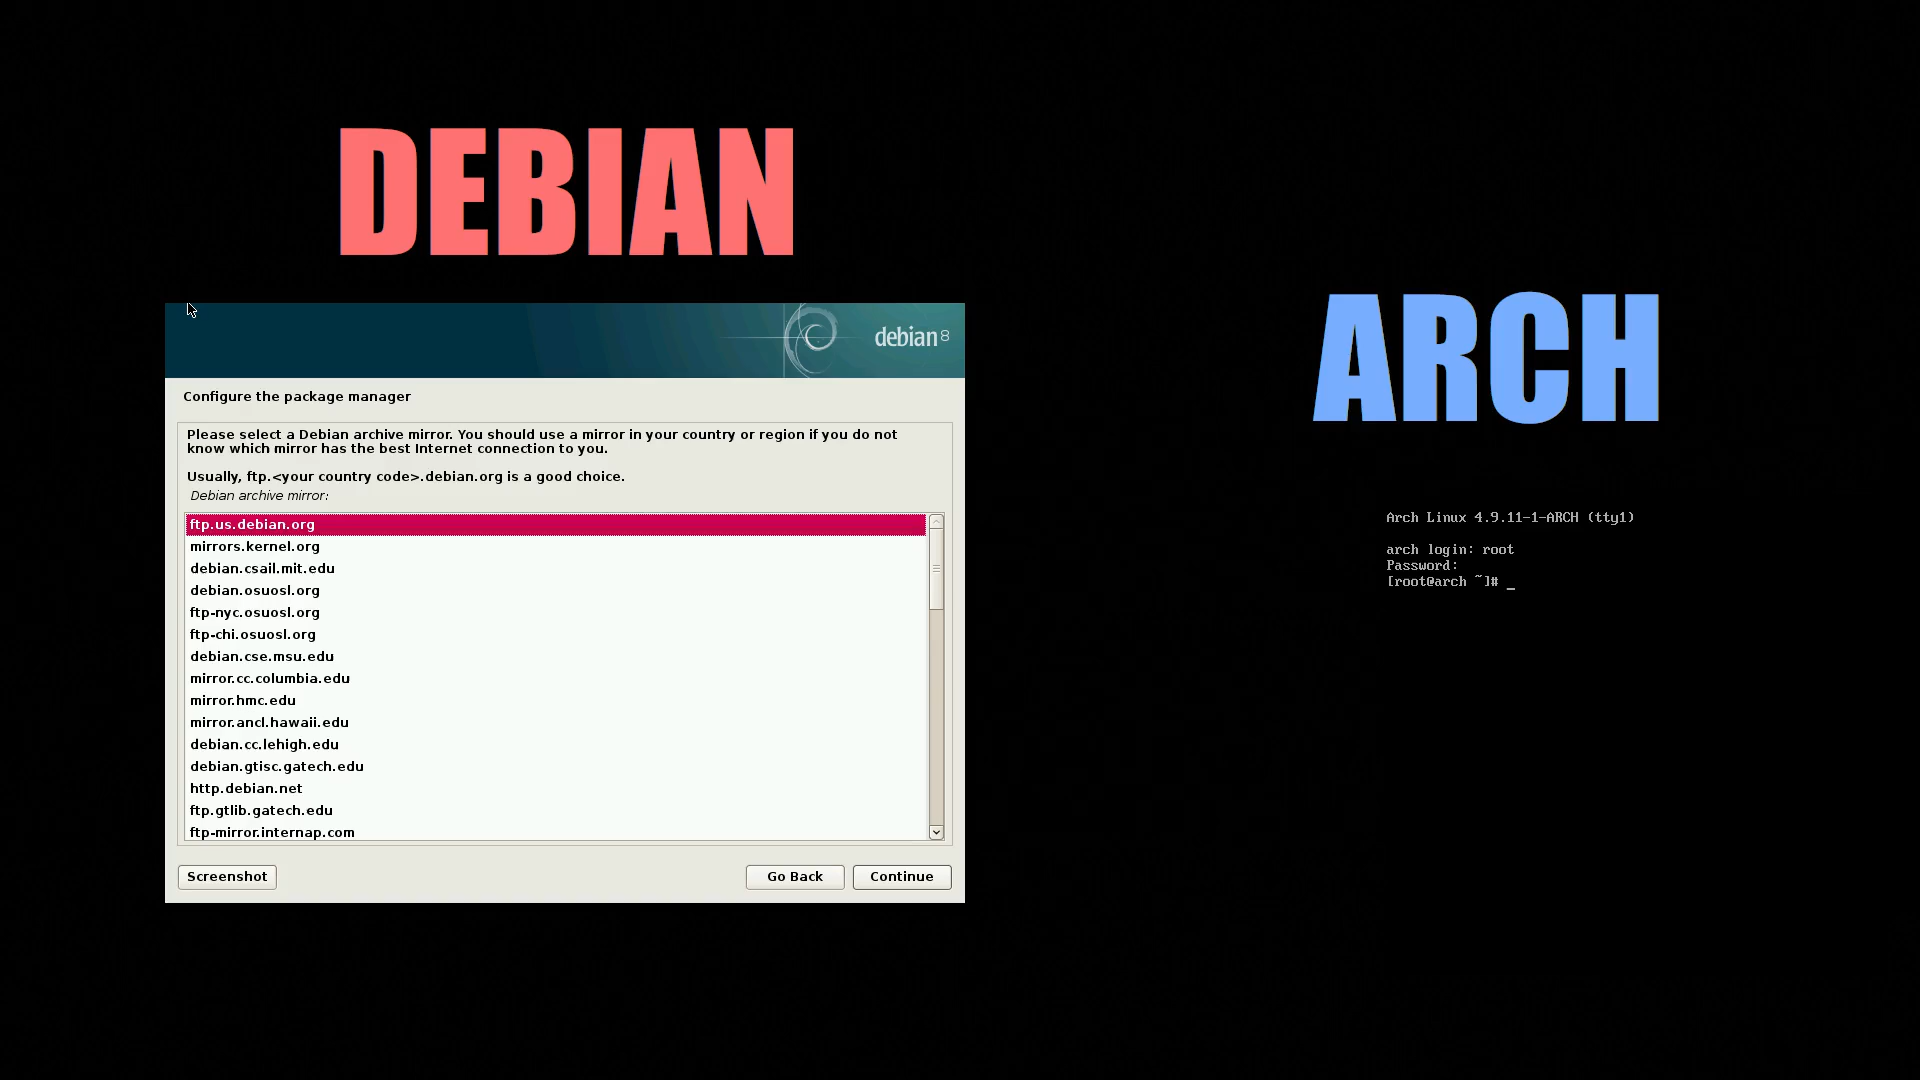 DEBIAN
debian 8
Configure the package manager
Please select a Debian archive mirror. You should use a mirror in your country or region if you do not
know which mirror has the best Internet connection to you.
Usually, ftp.<your country code>.debian.org is a good choice.
Debian archive mirror:
ftp.us.debian.org
mirrors.kernel.org
debian.csail.mit.edu
debian.osuosl.org
ftp-nyc.osuosl.org
ftp-chi.osuosl.org
debian.cse.msu.edu
mirror.cc.columbia.edu
mirror.hmc.edu
mirror.ancl.hawaii.edu
debian.cc.lehigh.edu
debian.gtisc.gatech.edu
http.debian.net
ftp.gtlib.gatech.edu
ftp-mirror.internap.com
Screenshot
Go Back
Continue
ARCH
Arch Linux 4.9.11-1-ARCH (tty1)
arch login: root
Password:
[root@arch ~]# _